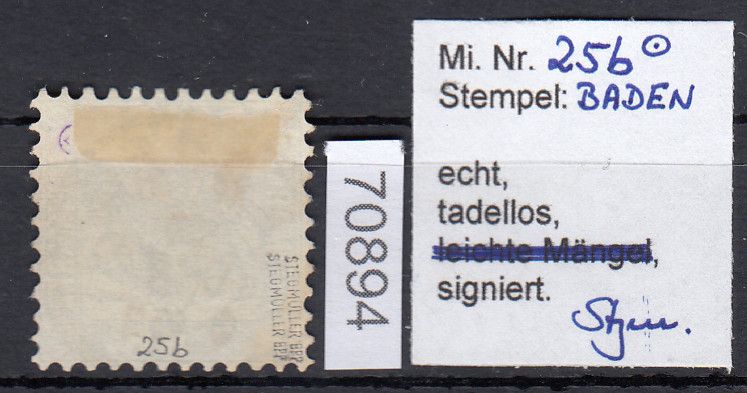 STEGMÜLLER BPP
STEGMÜLLER BPP
25b
70894
Mi. Nr. 25b
Stempel: BADEN
echt,
tadellos,
leichte Mängel,
signiert.